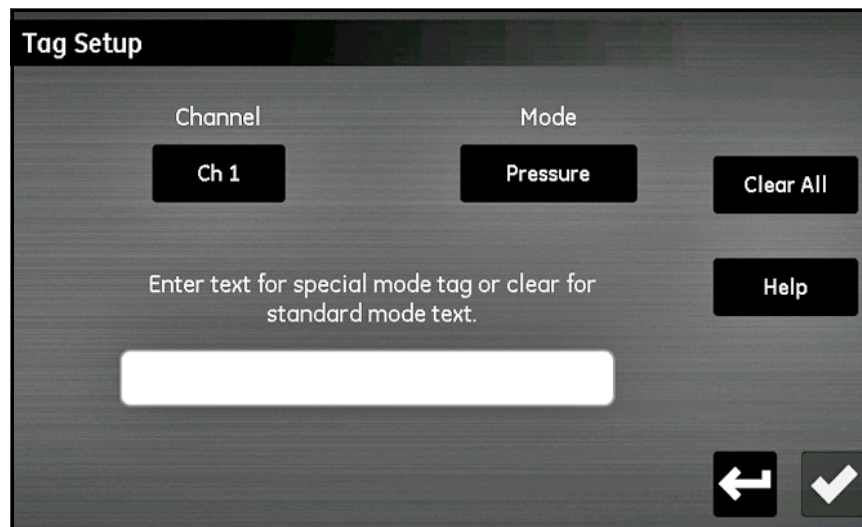 Tag Setup
Channel
Mode
Ch 1
Pressure
Clear All
Enter text for special mode tag or clear for
standard mode text.
Help